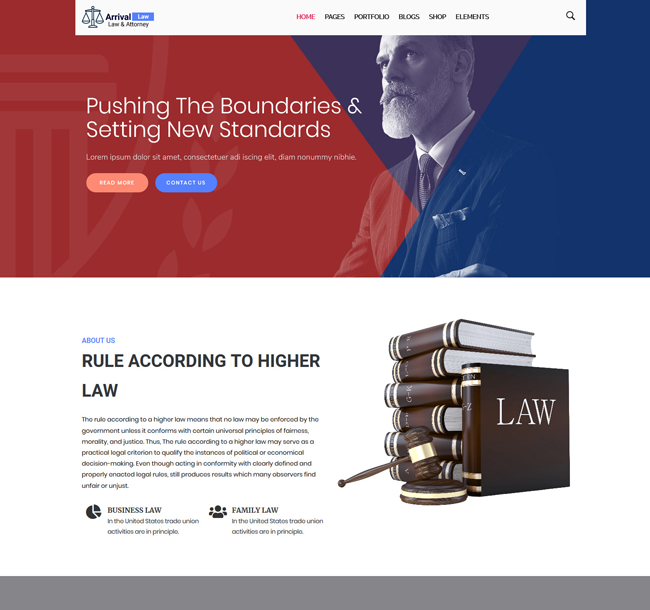 Arrival Law
Law & Attorney
HOME PAGES PORTFOLIO BLOGS SHOP ELEMENTS
Pushing The Boundaries &
Setting New Standards
Lorem ipsum dolor sit amet, consectetuer adi iscing elit, diam nonummy nibhie.
READ MORE CONTACT US
ABOUT US
RULE ACCORDING TO HIGHER
LAW
The rule according to a higher law means that no law may be enforced by the
government unless it conforms with certain universal principles of fairness,
morality, and justice. Thus, The rule according to a higher law may serve as a
practical legal criterion to qualify the instances of political or economical
decision-making. Even though acting in conformity with clearly defined and
properly enacted legal rules, still produces results which many observers find
unfair or unjust.
LAW
BUSINESS LAW
In the United States trade union
activities are in principle.
FAMILY LAW
In the United States trade union
activities are in principle.